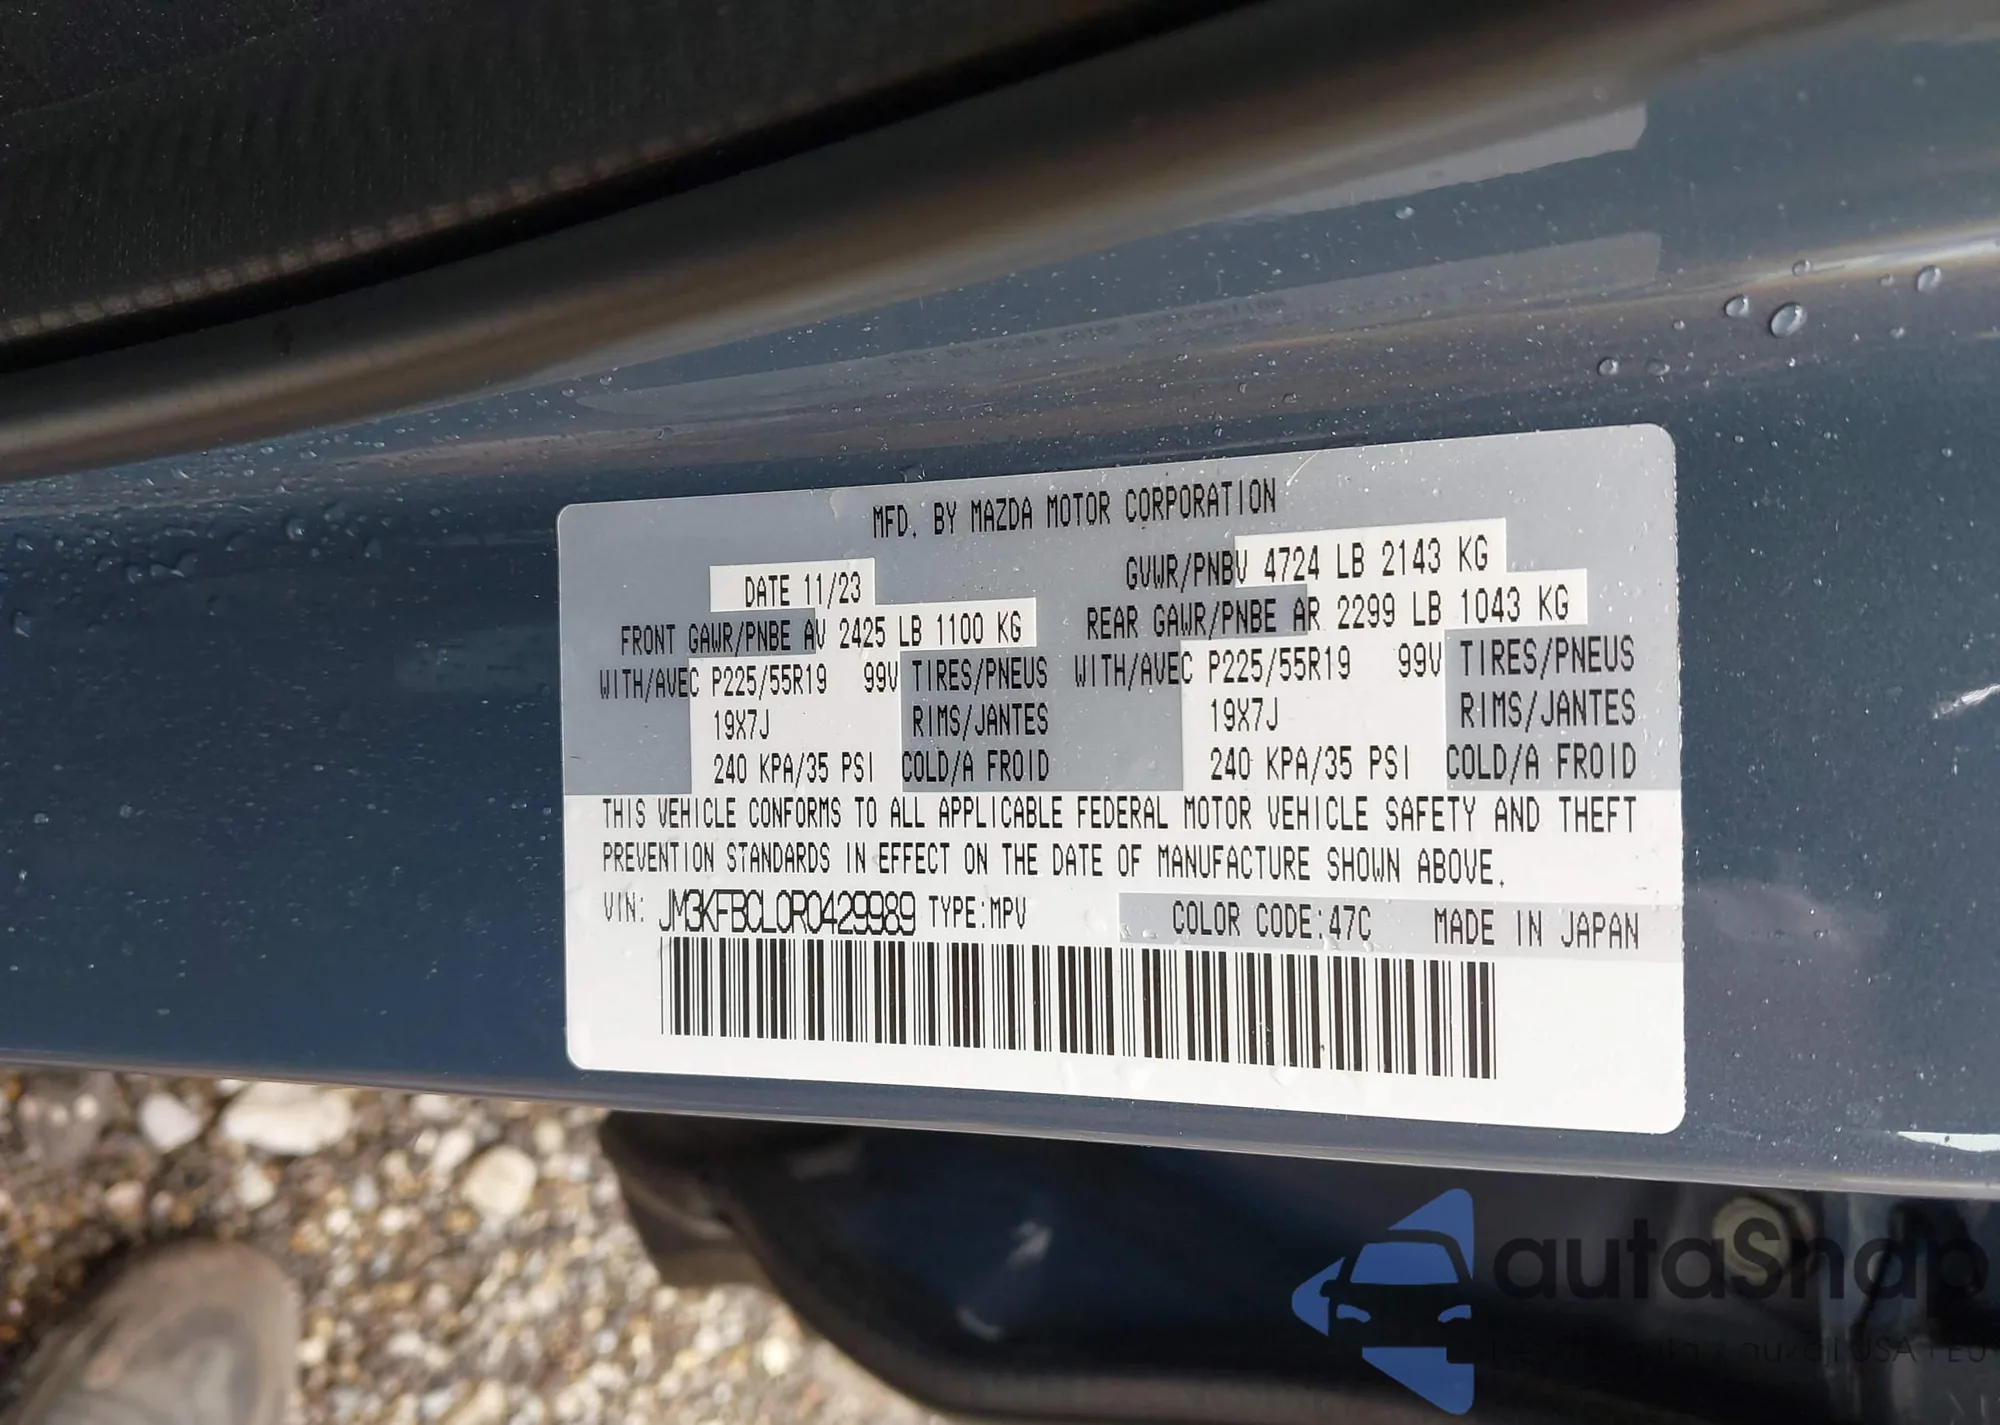 MFD. BY MAZDA MOTOR CORPORATION
DATE 11/23 GVWR/PNBV 4724 LB 2143 KG
FRONT GAWR/PNBE AV 2425 LB 1100 KG REAR GAWR/PNBE AR 2299 LB 1043 KG
WITH/AVEC P225/55R19 99V TIRES/PNEUS WITH/AVEC P225/55R19 99V TIRES/PNEUS
19X7J RIMS/JANTES 19X7J RIMS/JANTES
240 KPA/35 PSI COLD/A FROID 240 KPA/35 PSI COLD/A FROID
THIS VEHICLE CONFORMS TO ALL APPLICABLE FEDERAL MOTOR VEHICLE SAFETY AND THEFT
PREVENTION STANDARDS IN EFFECT ON THE DATE OF MANUFACTURE SHOWN ABOVE.
VIN: JM3KFBCL0R0429989 TYPE:MPV COLOR CODE:47C MADE IN JAPAN
autaSnap
USA i EU